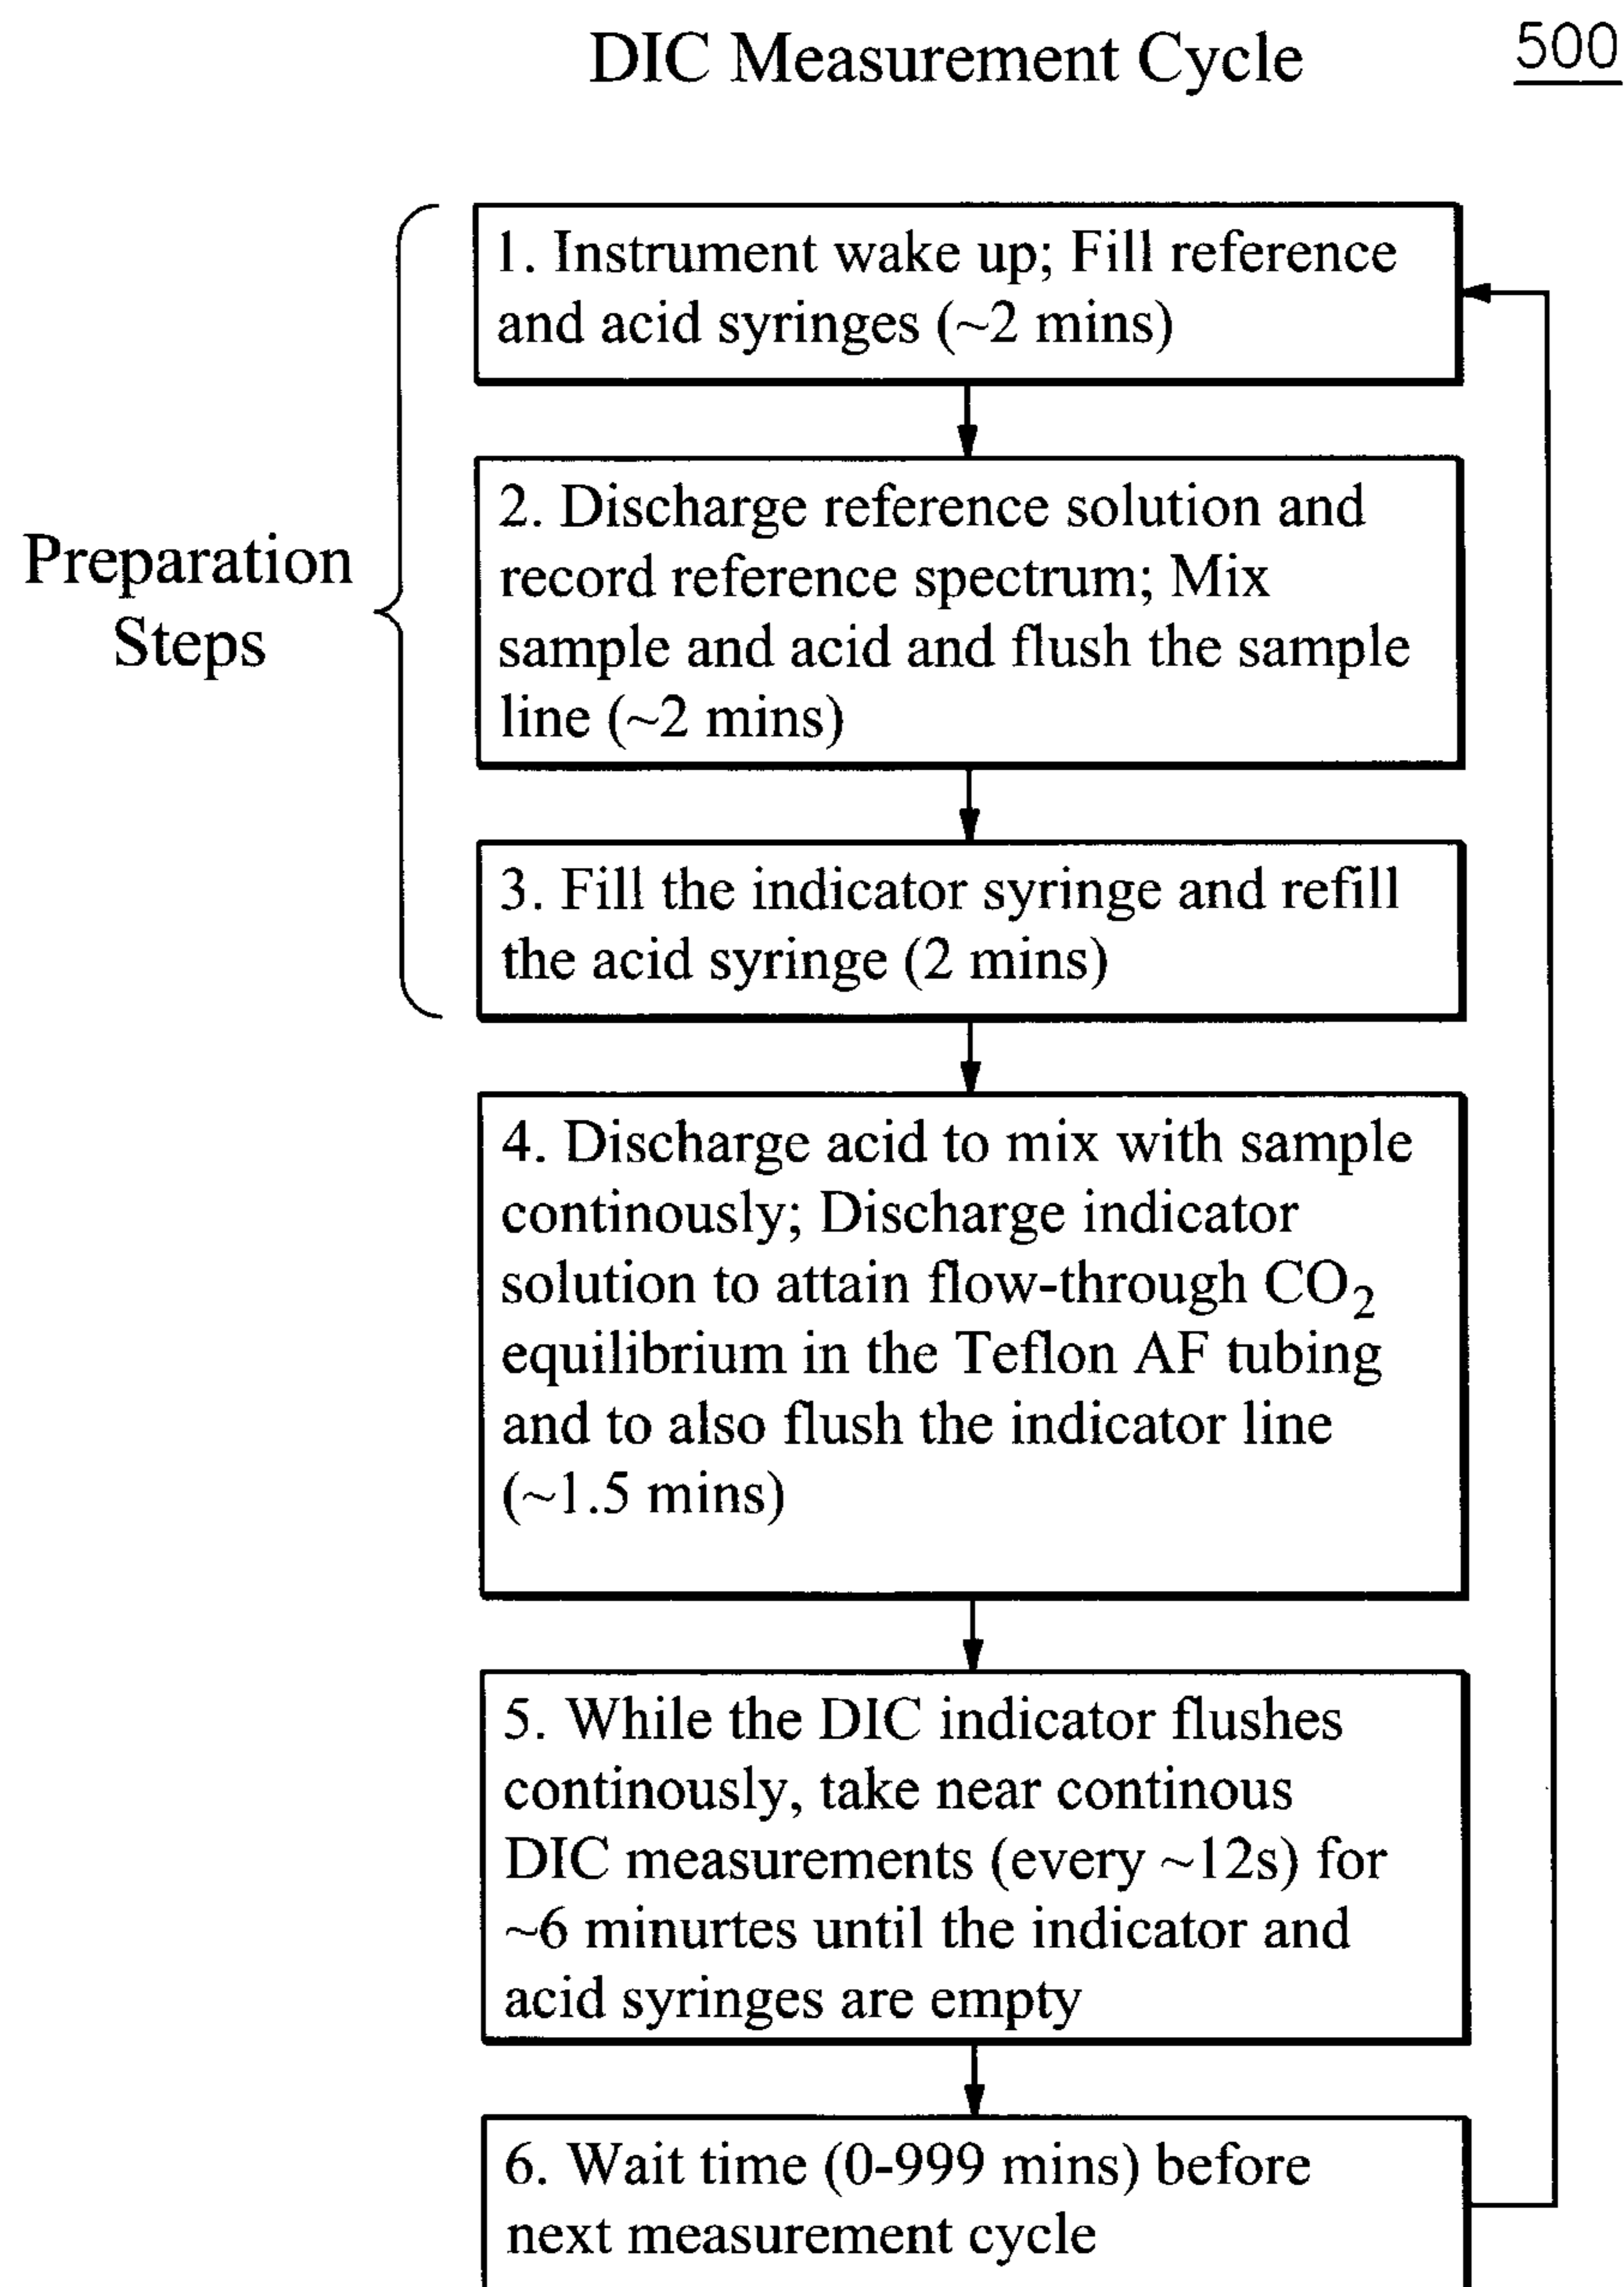 DIC Measurement Cycle
500
1. Instrument wake up; Fill reference
and acid syringes (~2 mins)
2. Discharge reference solution and
record reference spectrum; Mix
sample and acid and flush the sample
line (~2 mins)
Preparation
Steps
3. Fill the indicator syringe and refill
the acid syringe (2 mins)
4. Discharge acid to mix with sample
continously; Discharge indicator
solution to attain flow-through CO₂
equilibrium in the Teflon AF tubing
and to also flush the indicator line
(~1.5 mins)
5. While the DIC indicator flushes
continously, take near continous
DIC measurements (every ~12s) for
~6 minurtes until the indicator and
acid syringes are empty
6. Wait time (0-999 mins) before
next measurement cycle